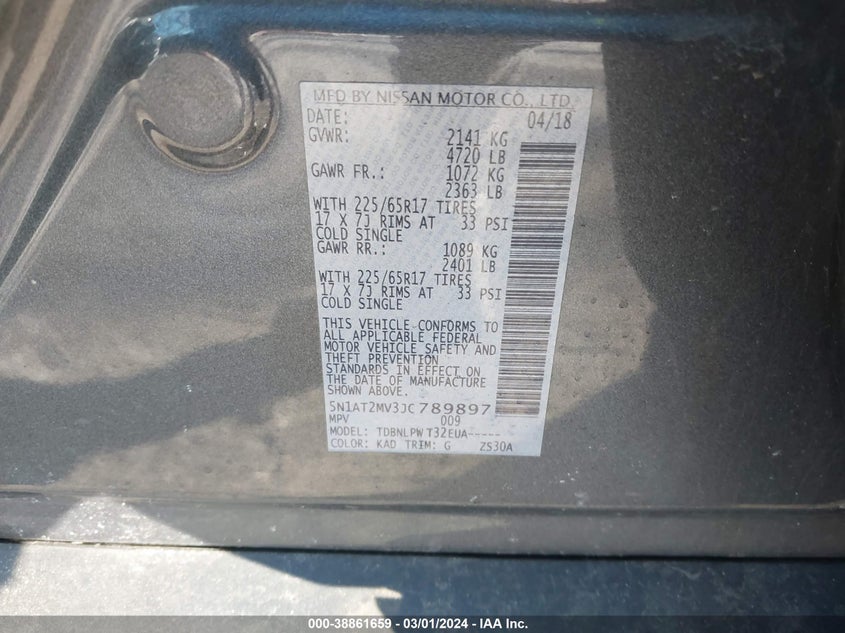 MFD BY NISSAN MOTOR CO., LTD.
DATE: 04/18
GVWR: 2141 KG
4720 LB
GAWR FR.: 1072 KG
2363 LB
WITH 225/65R17 TIRES
17 X 7J RIMS AT 33 PSI
COLD SINGLE
GAWR RR.: 1089 KG
2401 LB
WITH 225/65R17 TIRES
17 X 7J RIMS AT 33 PSI
COLD SINGLE
THIS VEHICLE CONFORMS TO
ALL APPLICABLE FEDERAL
MOTOR VEHICLE SAFETY AND
THEFT PREVENTION
STANDARDS IN EFFECT ON
THE DATE OF MANUFACTURE
SHOWN ABOVE.
5N1AT2MV3JC789897
MPV 009
MODEL: TDBNLPW T32EUA-----
COLOR: KAD TRIM: G ZS30A
000-38861659 - 03/01/2024 - IAA Inc.